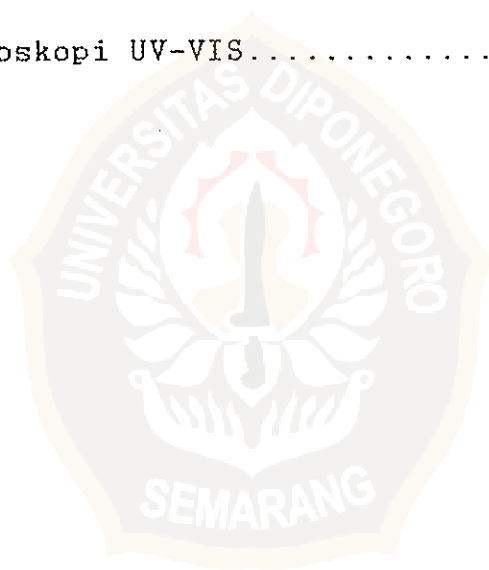 oskopi UV-VIS..............
UNIVERSITAS DIPONEGORO
SEMARANG